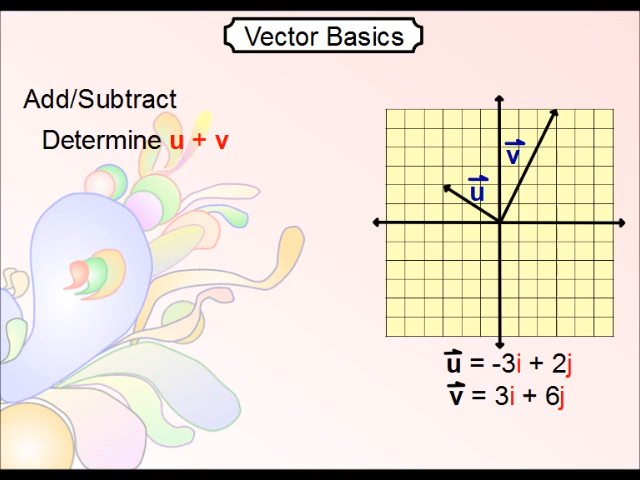 Vector Basics
Add/Subtract
Determine u + v
v
u
u = -3i + 2j
v = 3i + 6j